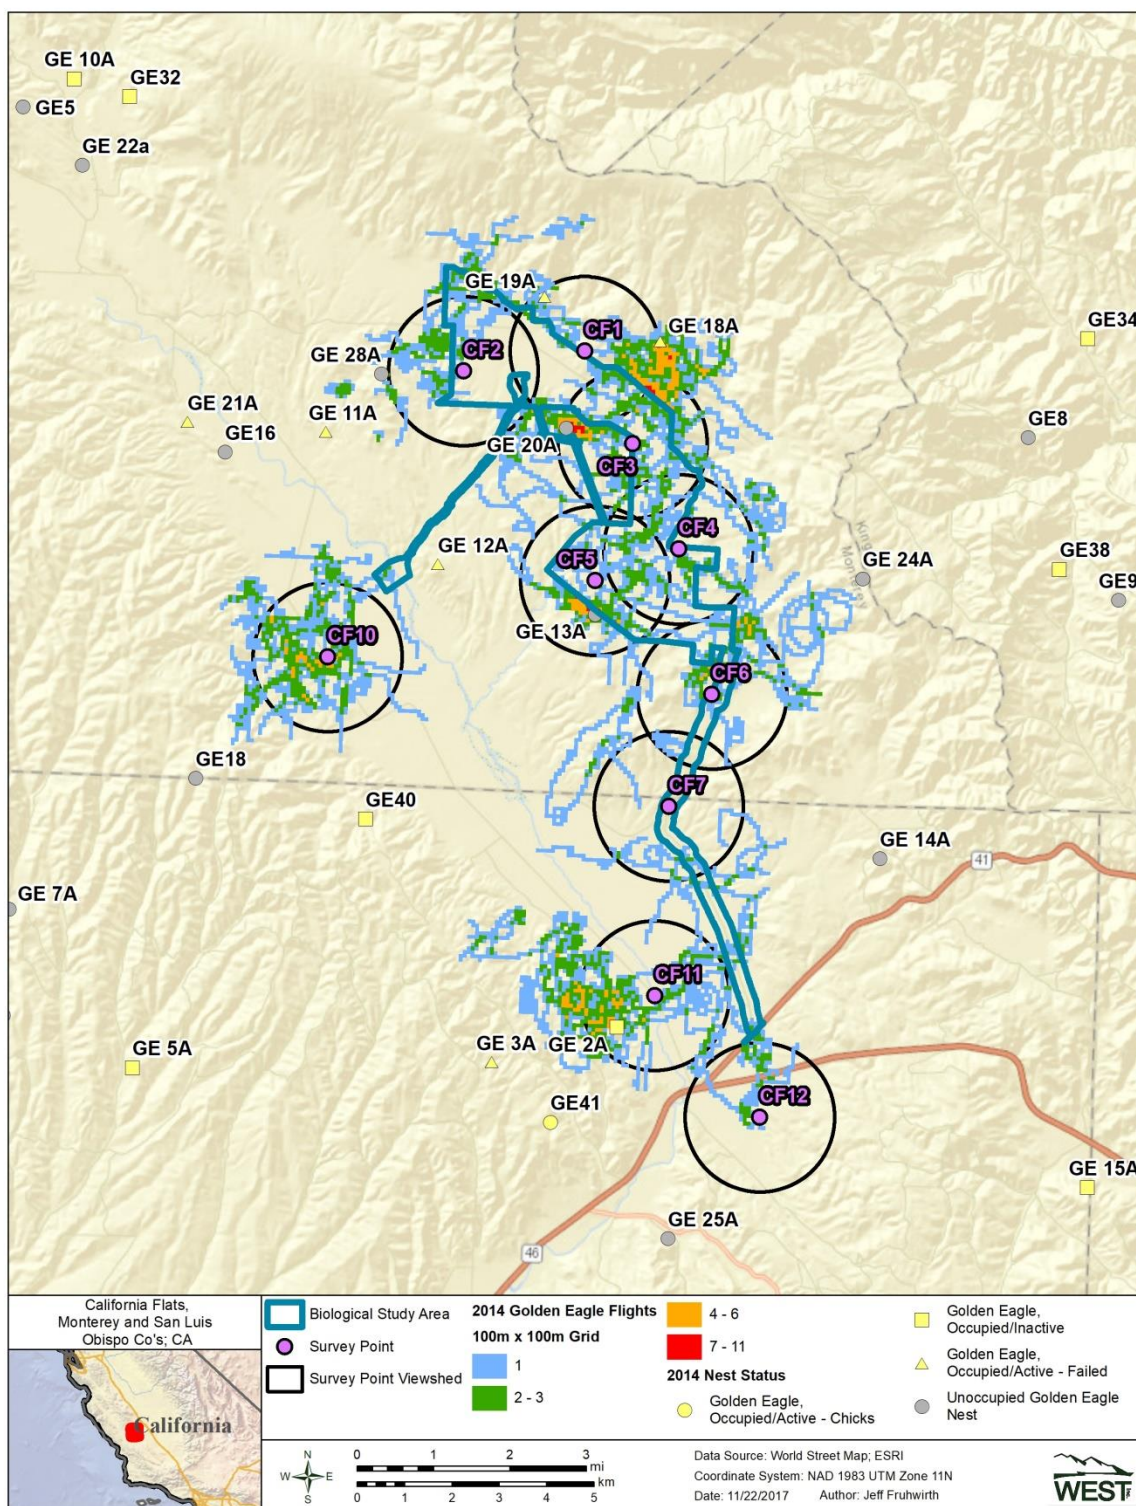 GE 10A
GE32
GE5
GE 22a
GE 19A
CF1
GE 18A
GE34
CF2
GE 28A
GE 21A
GE 11A
GE8
GE16
GE 20A
CF3
CF4
Kings
Monterey
GE 12A
CF5
GE 24A
GE38
GE9
GE 13A
CF10
CF6
GE18
CF7
GE40
GE 14A
41
GE 7A
CF11
GE 3A
GE 2A
GE 5A
CF12
GE41
GE 15A
GE 25A
46
California Flats,
Monterey and San Luis
Obispo Co's; CA
California
Biological Study Area
Survey Point
Survey Point Viewshed
2014 Golden Eagle Flights
100m x 100m Grid
1
2 - 3
4 - 6
7 - 11
2014 Nest Status
Golden Eagle,
Occupied/Active - Chicks
Golden Eagle,
Occupied/Inactive
Golden Eagle,
Occupied/Active - Failed
Unoccupied Golden Eagle
Nest
N
W E
S
0 1 2 3
mi
km
0 1 2 3 4 5
Data Source: World Street Map; ESRI
Coordinate System: NAD 1983 UTM Zone 11N
Date: 11/22/2017 Author: Jeff Fruhwirth
WEST